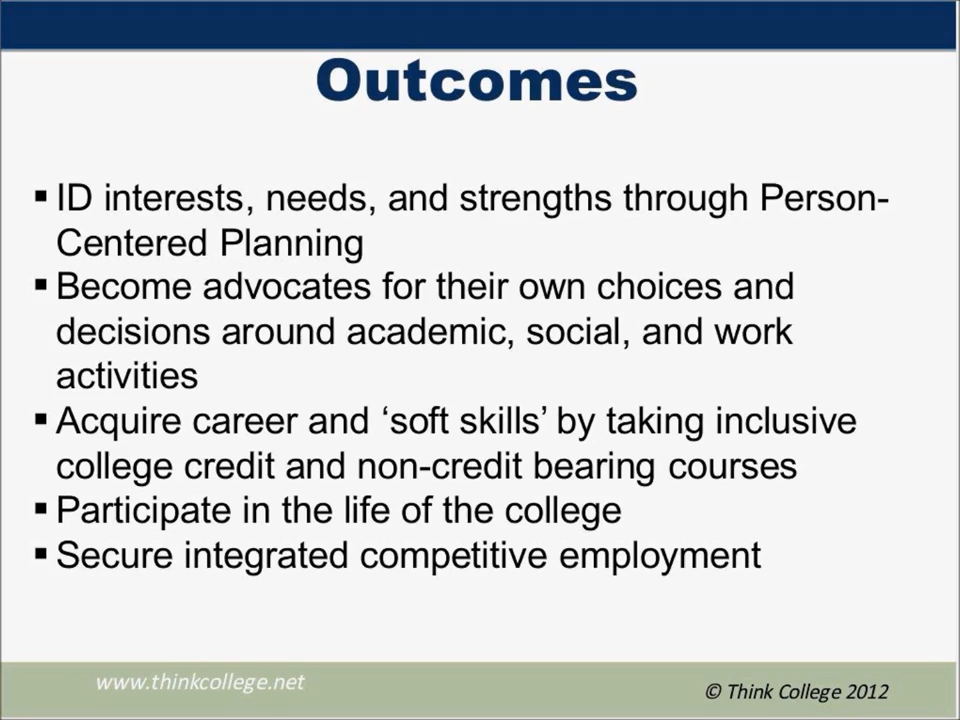 Outcomes
▪ ID interests, needs, and strengths through Person-
Centered Planning
▪ Become advocates for their own choices and
decisions around academic, social, and work
activities
▪ Acquire career and ‘soft skills’ by taking inclusive
college credit and non-credit bearing courses
▪ Participate in the life of the college
▪ Secure integrated competitive employment
www.thinkcollege.net
© Think College 2012